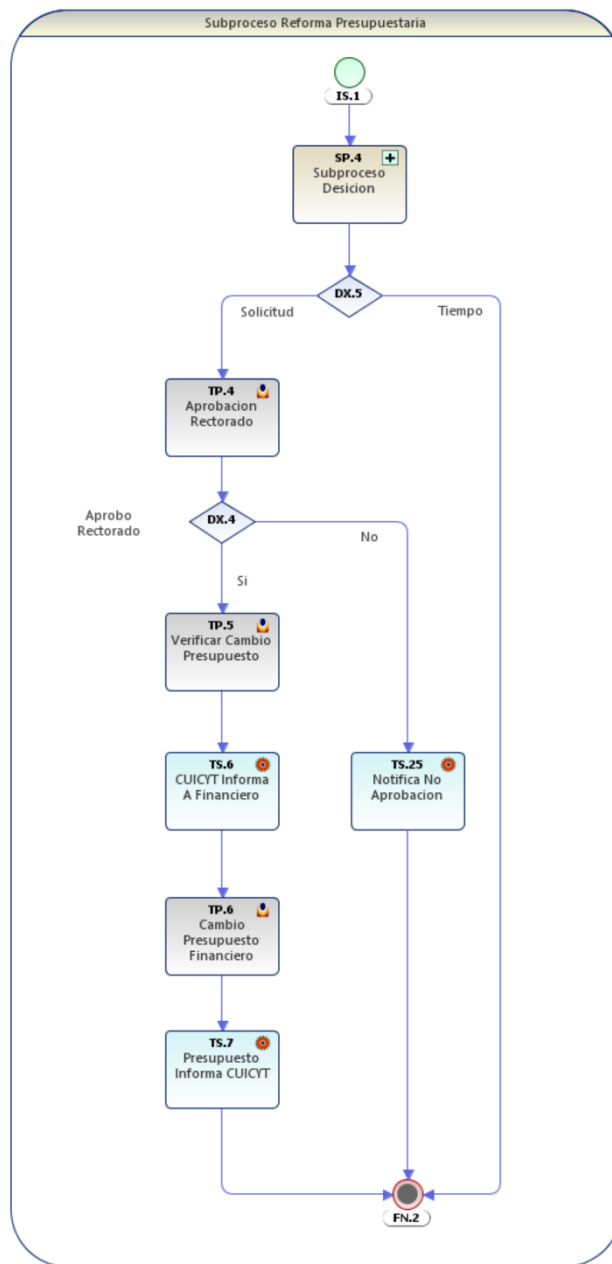 Subproceso Reforma Presupuestaria
IS.1
SP.4
Subproceso
Desicion
DX.5
Solicitud
Tiempo
TP.4
Aprobacion
Rectorado
Aprobo
Rectorado
DX.4
No
Si
TP.5
Verificar Cambio
Presupuesto
TS.6
CUICYT Informa
A Financiero
TS.25
Notifica No
Aprobacion
TP.6
Cambio
Presupuesto
Financiero
TS.7
Presupuesto
Informa CUICYT
FN.2